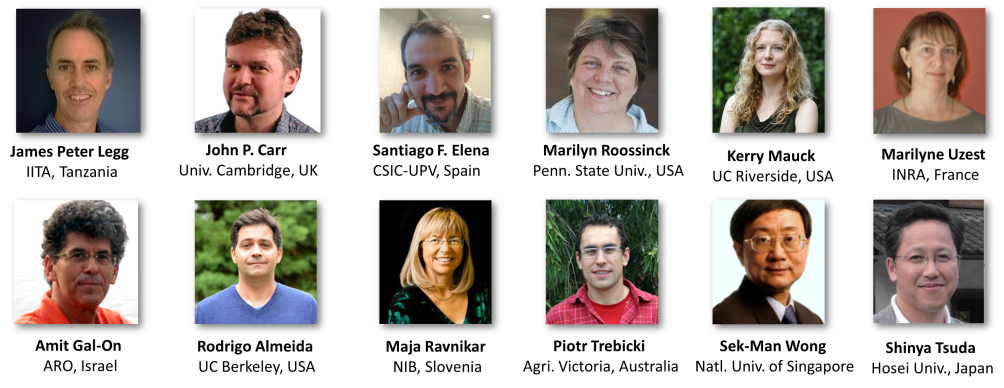 James Peter Legg
IITA, Tanzania
John P. Carr
Univ. Cambridge, UK
Santiago F. Elena
CSIC-UPV, Spain
Marilyn Roossinck
Penn. State Univ., USA
Kerry Mauck
UC Riverside, USA
Marilyne Uzest
INRA, France
Amit Gal-On
ARO, Israel
Rodrigo Almeida
UC Berkeley, USA
Maja Ravnikar
NIB, Slovenia
Piotr Trebicki
Agri. Victoria, Australia
Sek-Man Wong
Natl. Univ. of Singapore
Shinya Tsuda
Hosei Univ., Japan